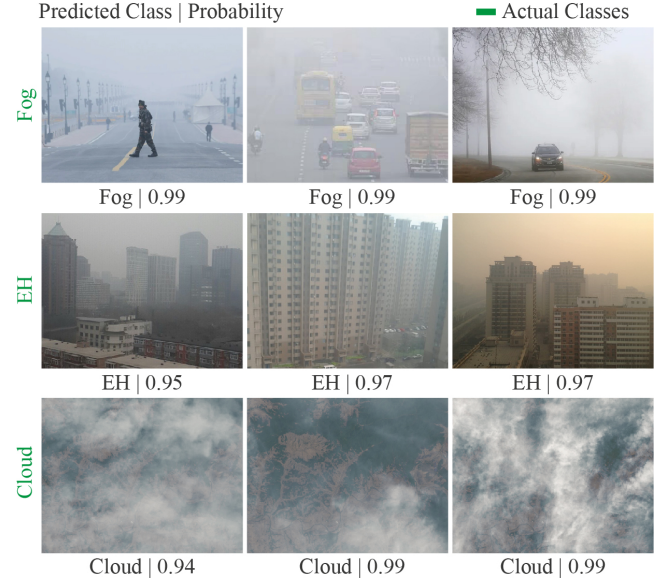 Predicted Class | Probability
Actual Classes
Fog
Fog | 0.99
Fog | 0.99
Fog | 0.99
EH
EH | 0.95
EH | 0.97
EH | 0.97
Cloud
Cloud | 0.94
Cloud | 0.99
Cloud | 0.99